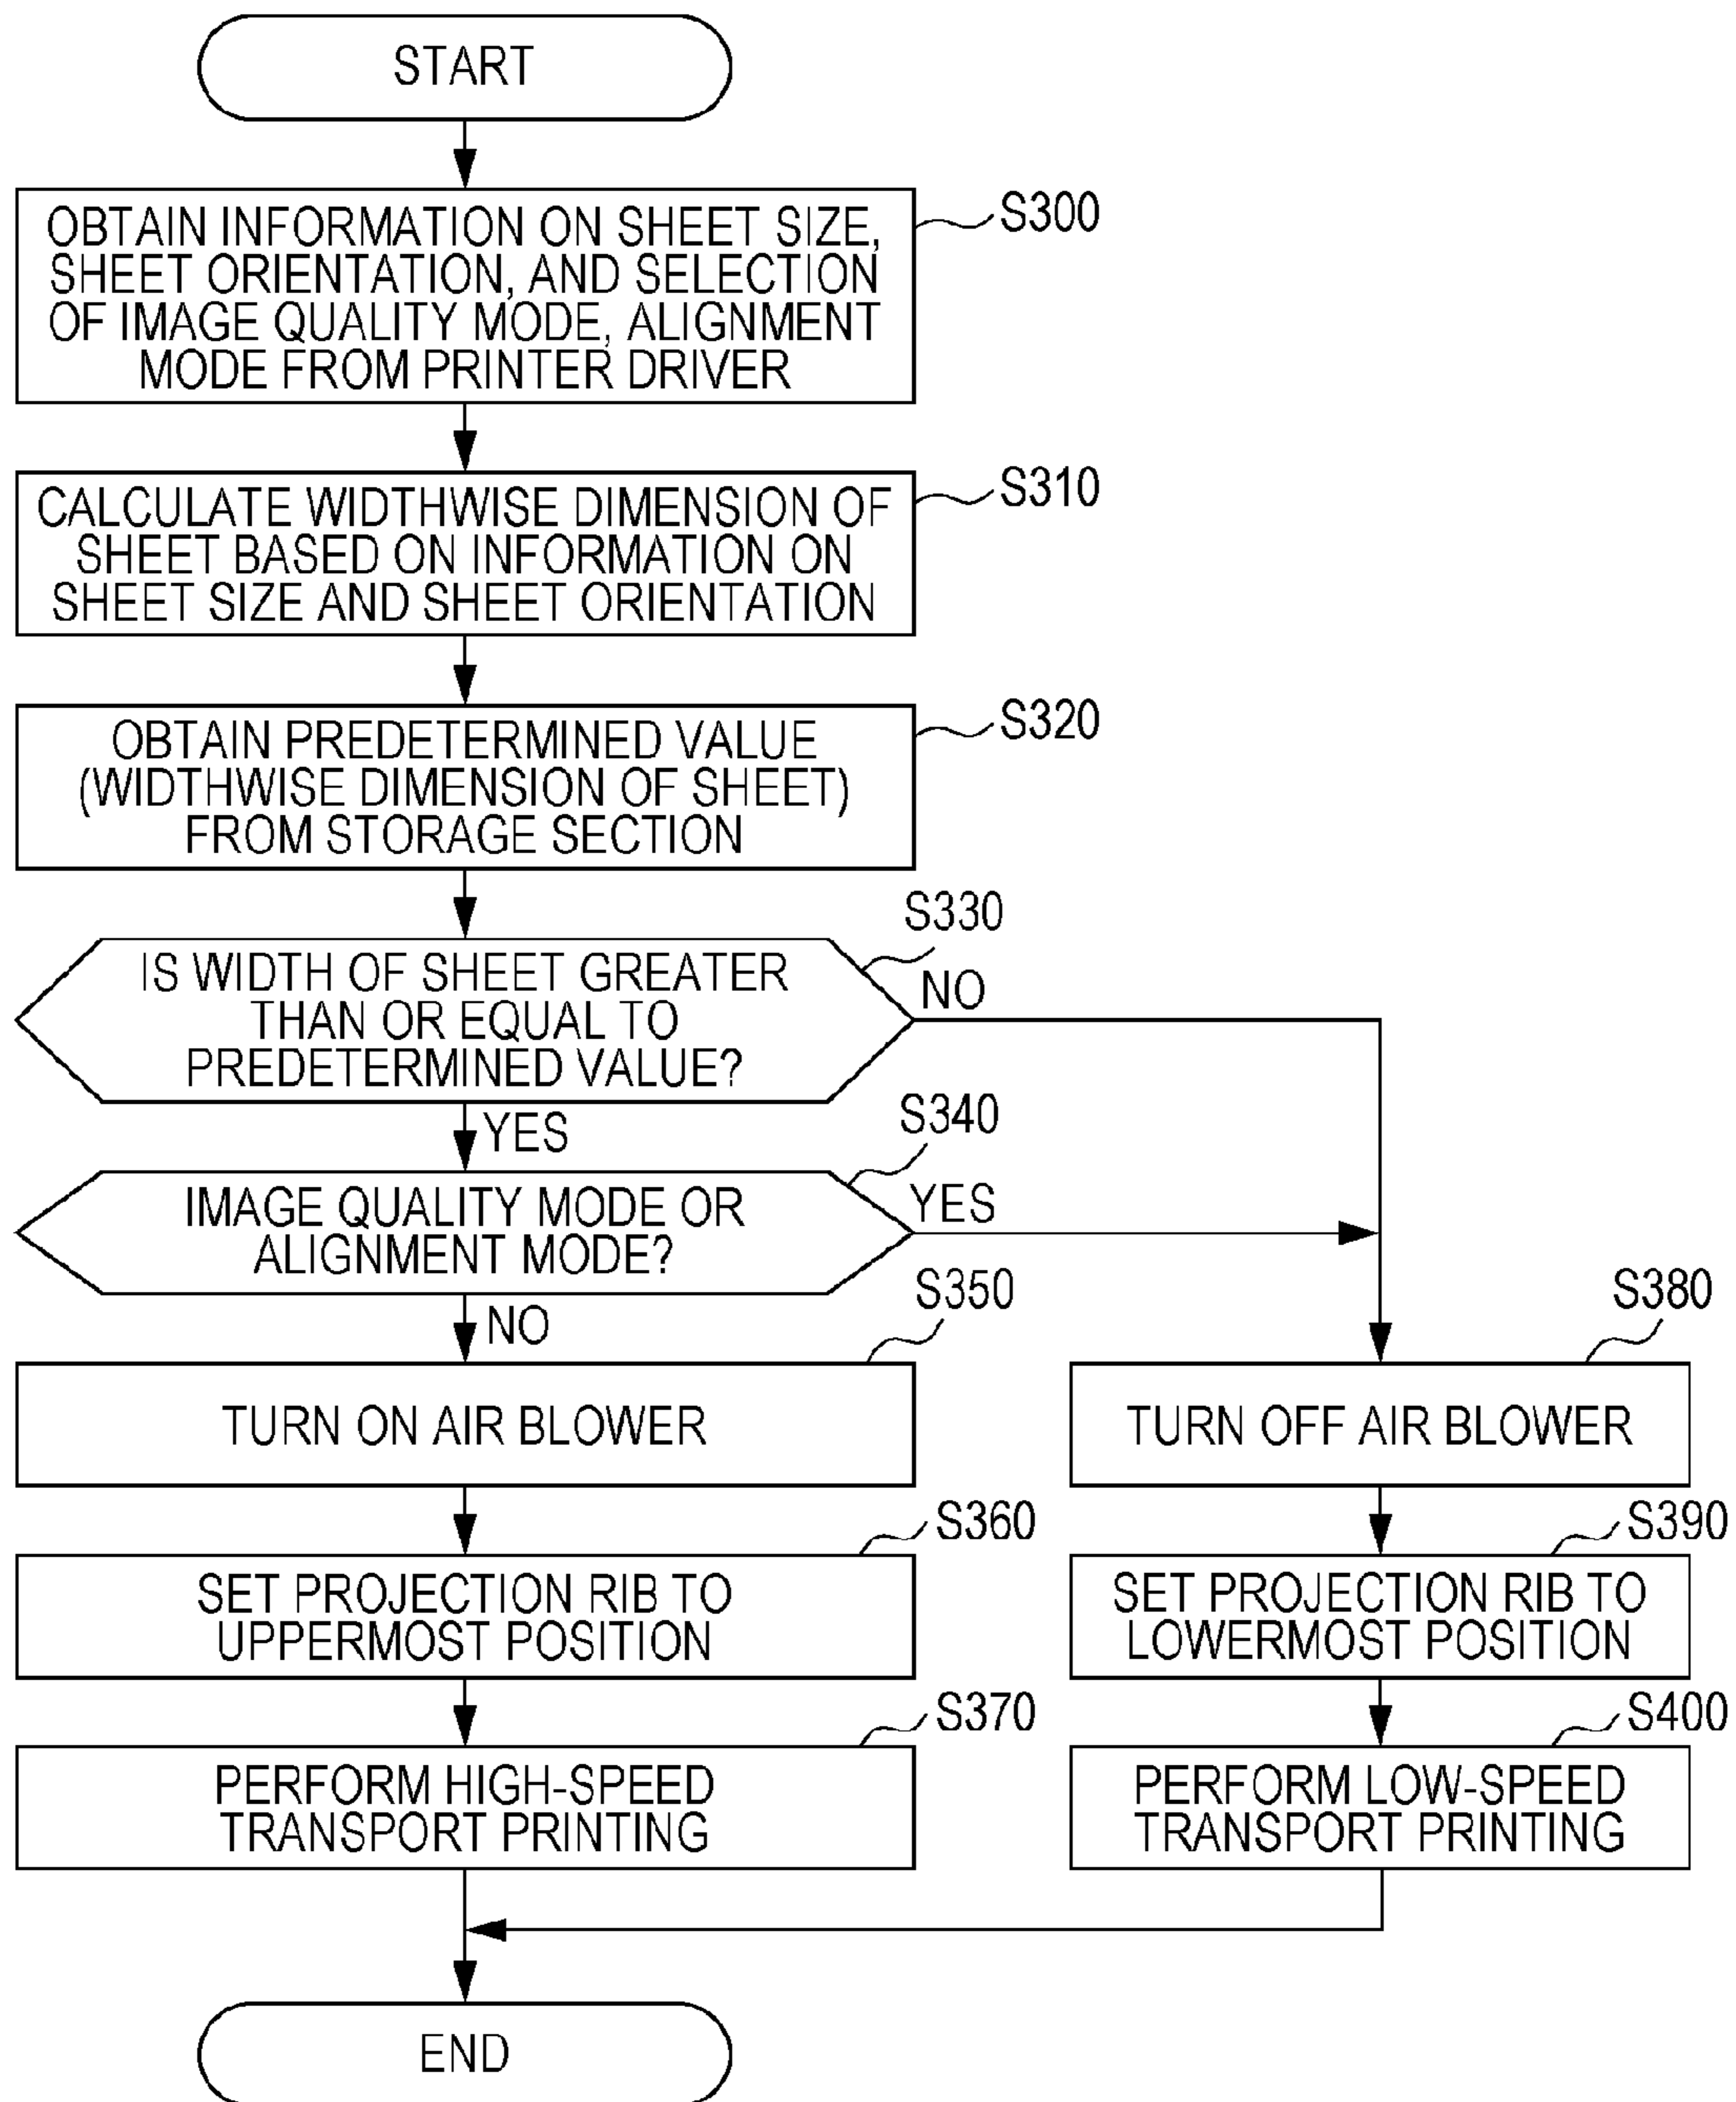 START
OBTAIN INFORMATION ON SHEET SIZE,
SHEET ORIENTATION, AND SELECTION
OF IMAGE QUALITY MODE, ALIGNMENT
MODE FROM PRINTER DRIVER
S300
CALCULATE WIDTHWISE DIMENSION OF
SHEET BASED ON INFORMATION ON
SHEET SIZE AND SHEET ORIENTATION
S310
OBTAIN PREDETERMINED VALUE
(WIDTHWISE DIMENSION OF SHEET)
FROM STORAGE SECTION
S320
IS WIDTH OF SHEET GREATER
THAN OR EQUAL TO
PREDETERMINED VALUE?
S330
NO
YES
IMAGE QUALITY MODE OR
ALIGNMENT MODE?
S340
YES
NO
TURN ON AIR BLOWER
S350
SET PROJECTION RIB TO
UPPERMOST POSITION
S360
PERFORM HIGH-SPEED
TRANSPORT PRINTING
S370
TURN OFF AIR BLOWER
S380
SET PROJECTION RIB TO
LOWERMOST POSITION
S390
PERFORM LOW-SPEED
TRANSPORT PRINTING
S400
END